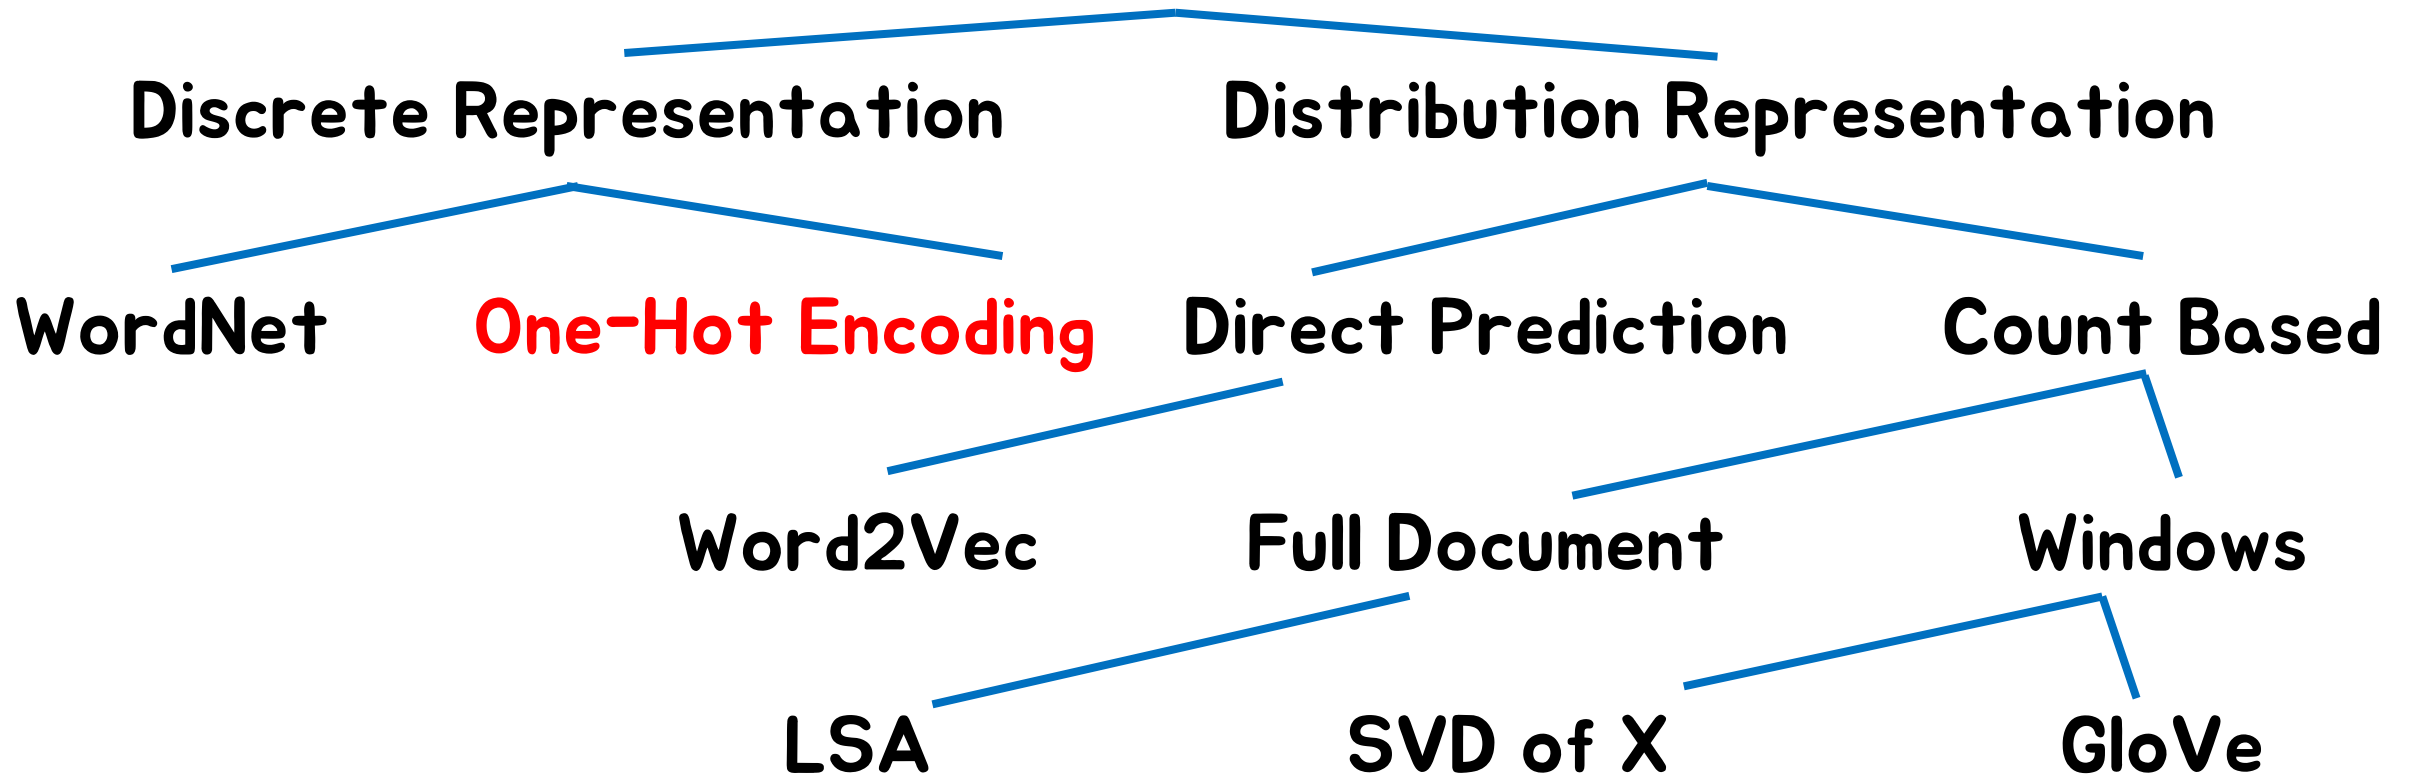 Discrete Representation Distribution Representation
WordNet One-Hot Encoding Direct Prediction Count Based
Word2Vec Full Document Windows
LSA SVD of X GloVe